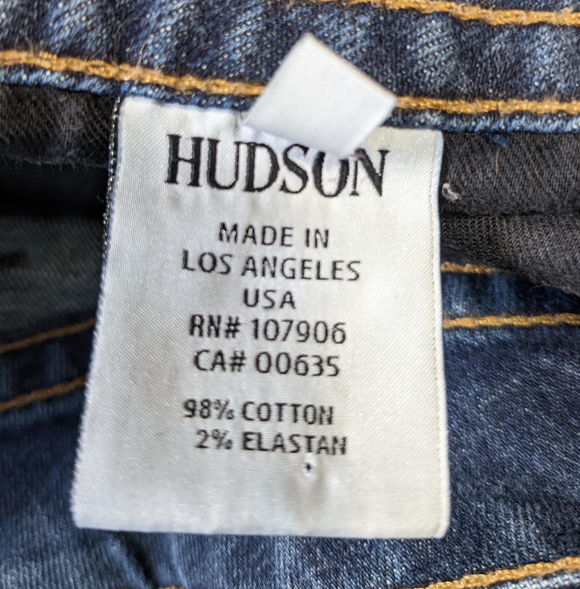 HUDSON
MADE IN
LOS ANGELES
USA
RN# 107906
CA# 00635
98% COTTON
2% ELASTAN